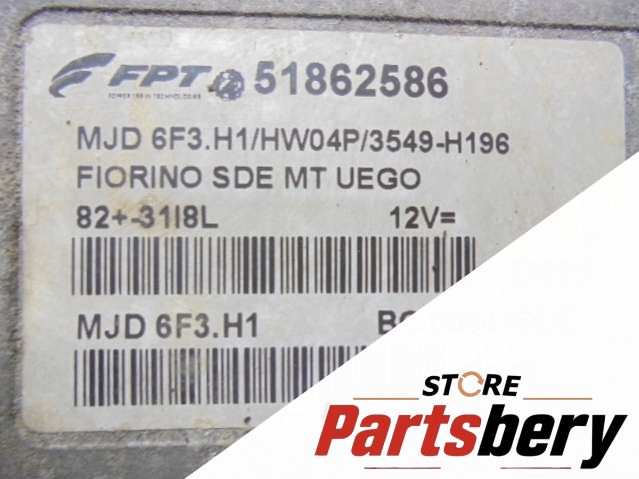 FPT 51862586
POWERTRAIN TECHNOLOGIES
MJD 6F3.H1/HW04P/3549-H196
FIORINO SDE MT UEGO
82+-31I8L 12V=
MJD 6F3.H1
STORE
Partsbery